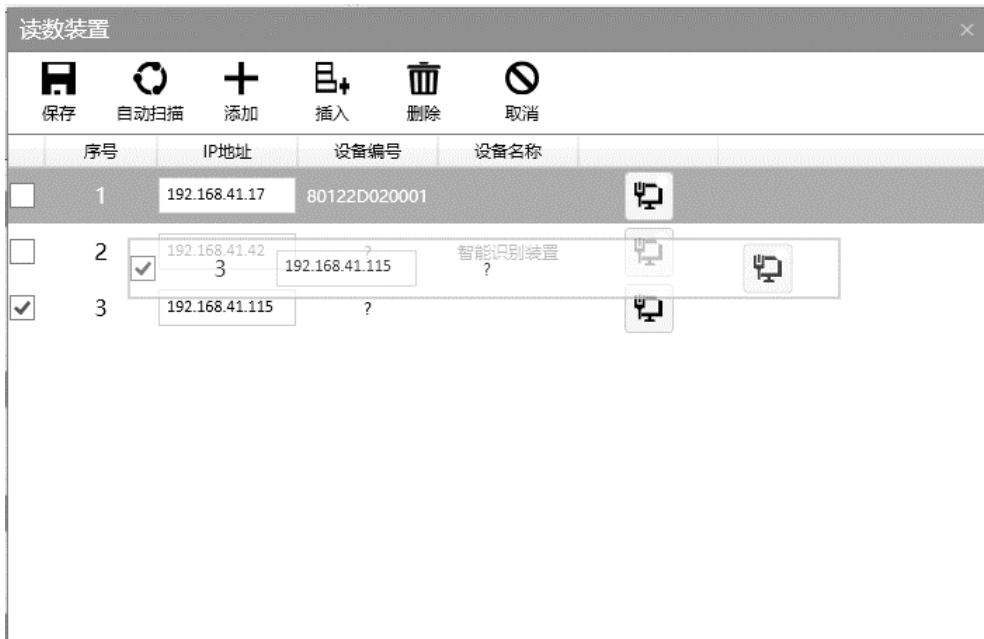 读数装置
保存 自动扫描 添加 插入 删除 取消
序号 IP地址 设备编号 设备名称
1 192.168.41.17 80122D020001
2 192.168.41.42 ? 智能识别装置
3 192.168.41.115 ?
3 192.168.41.115 ?